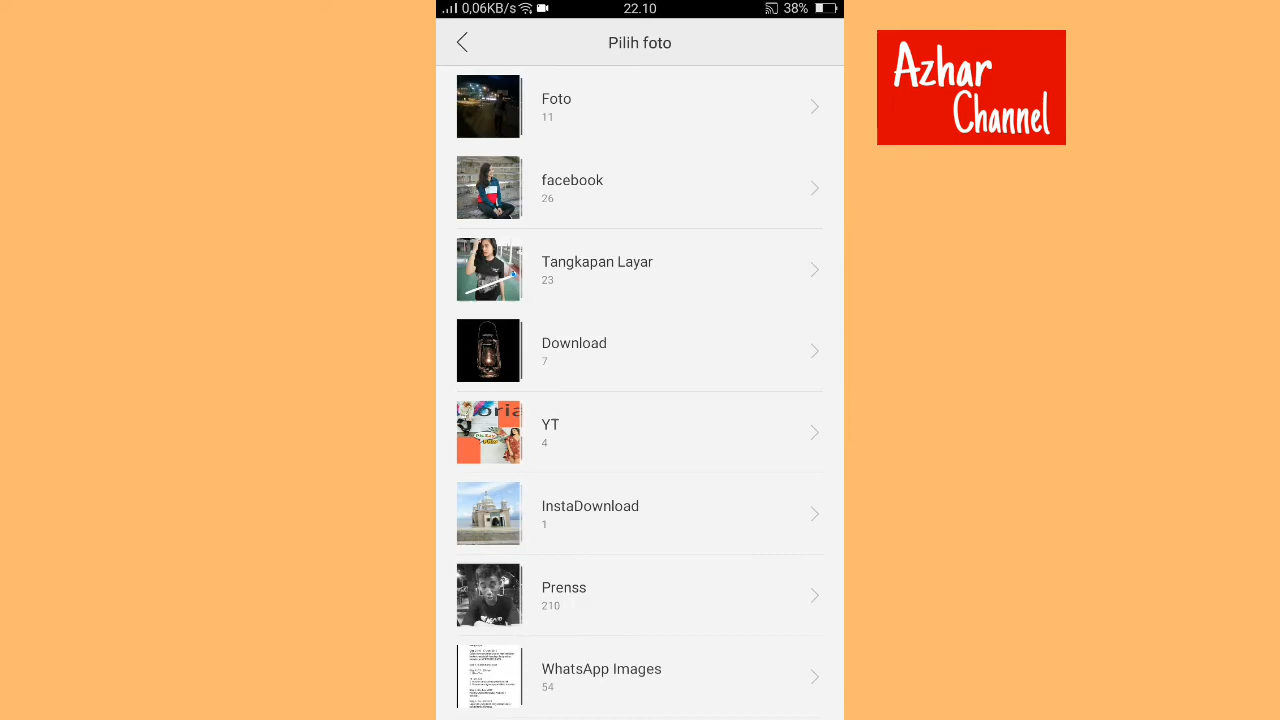 0,06KB/s 22.10 38%
Pilih foto
Azhar
Channel
Foto
11
facebook
26
Tangkapan Layar
23
Download
7
YT
4
InstaDownload
1
Prenss
210
WhatsApp Images
54